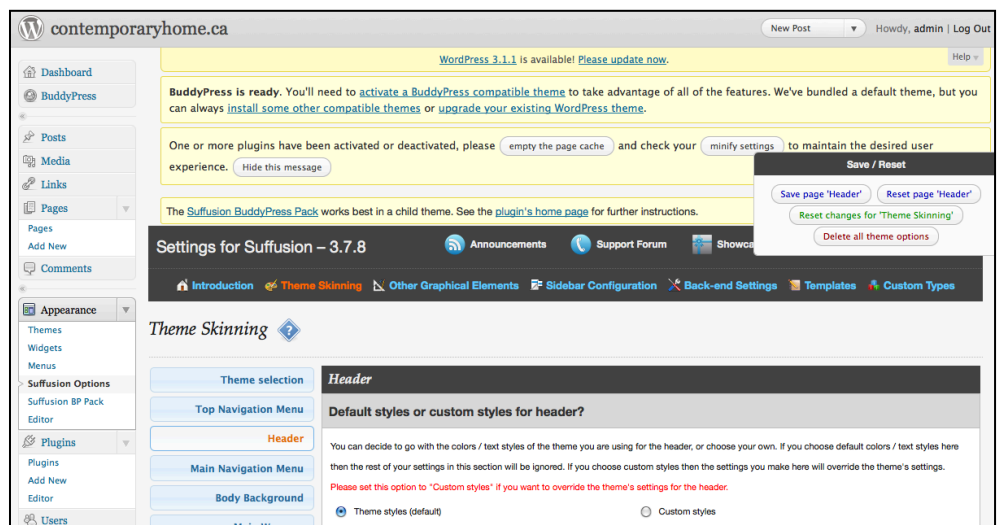 contemporaryhome.ca
New Post
Howdy, admin | Log Out
Dashboard
BuddyPress
Posts
Media
Links
Pages
Pages
Add New
Comments
Appearance
Themes
Widgets
Menus
Suffusion Options
Suffusion BP Pack
Editor
Plugins
Plugins
Add New
Editor
Users
WordPress 3.1.1 is available! Please update now.
Help
BuddyPress is ready. You'll need to activate a BuddyPress compatible theme to take advantage of all of the features. We've bundled a default theme, but you
can always install some other compatible themes or upgrade your existing WordPress theme.
One or more plugins have been activated or deactivated, please empty the page cache and check your minify settings to maintain the desired user
experience. Hide this message
Save / Reset
Save page 'Header' Reset page 'Header'
Reset changes for 'Theme Skinning'
Delete all theme options
The Suffusion BuddyPress Pack works best in a child theme. See the plugin's home page for further instructions.
Settings for Suffusion – 3.7.8
Announcements
Support Forum
Showca
Introduction Theme Skinning Other Graphical Elements Sidebar Configuration Back-end Settings Templates Custom Types
Theme Skinning
Theme selection
Top Navigation Menu
Header
Main Navigation Menu
Body Background
Header
Default styles or custom styles for header?
You can decide to go with the colors / text styles of the theme you are using for the header, or choose your own. If you choose default colors / text styles here
then the rest of your settings in this section will be ignored. If you choose custom styles then the settings you make here will override the theme's settings.
Please set this option to "Custom styles" if you want to override the theme's settings for the header.
Theme styles (default)
Custom styles